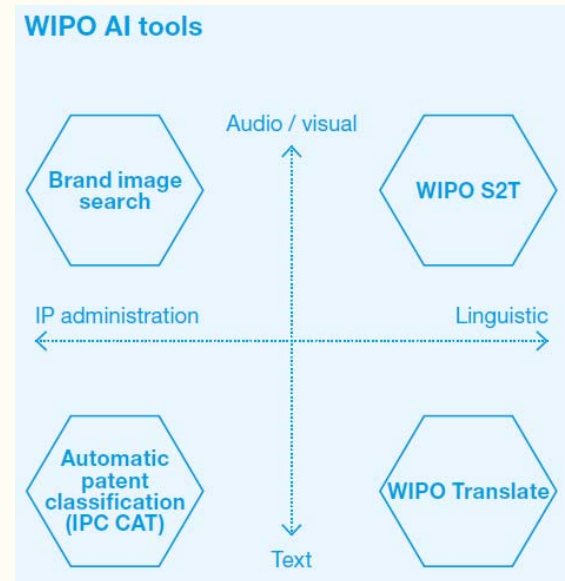 WIPO AI tools
Audio / visual
Brand image
search
WIPO S2T
IP administration
Linguistic
Automatic
patent
classification
(IPC CAT)
WIPO Translate
Text